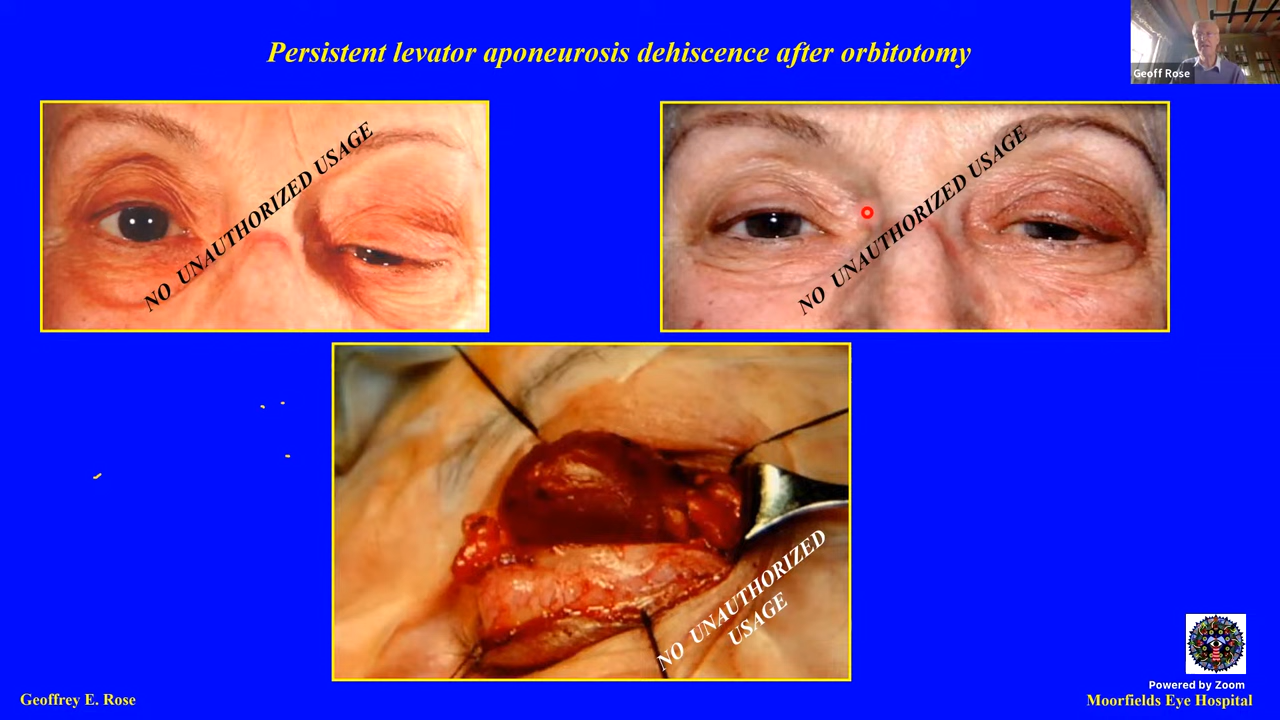 Persistent levator aponeurosis dehiscence after orbitotomy
Geoff Rose
NO UNAUTHORIZED USAGE
NO UNAUTHORIZED USAGE
NO UNAUTHORIZED
USAGE
Powered by Zoom
Geoffrey E. Rose
Moorfields Eye Hospital